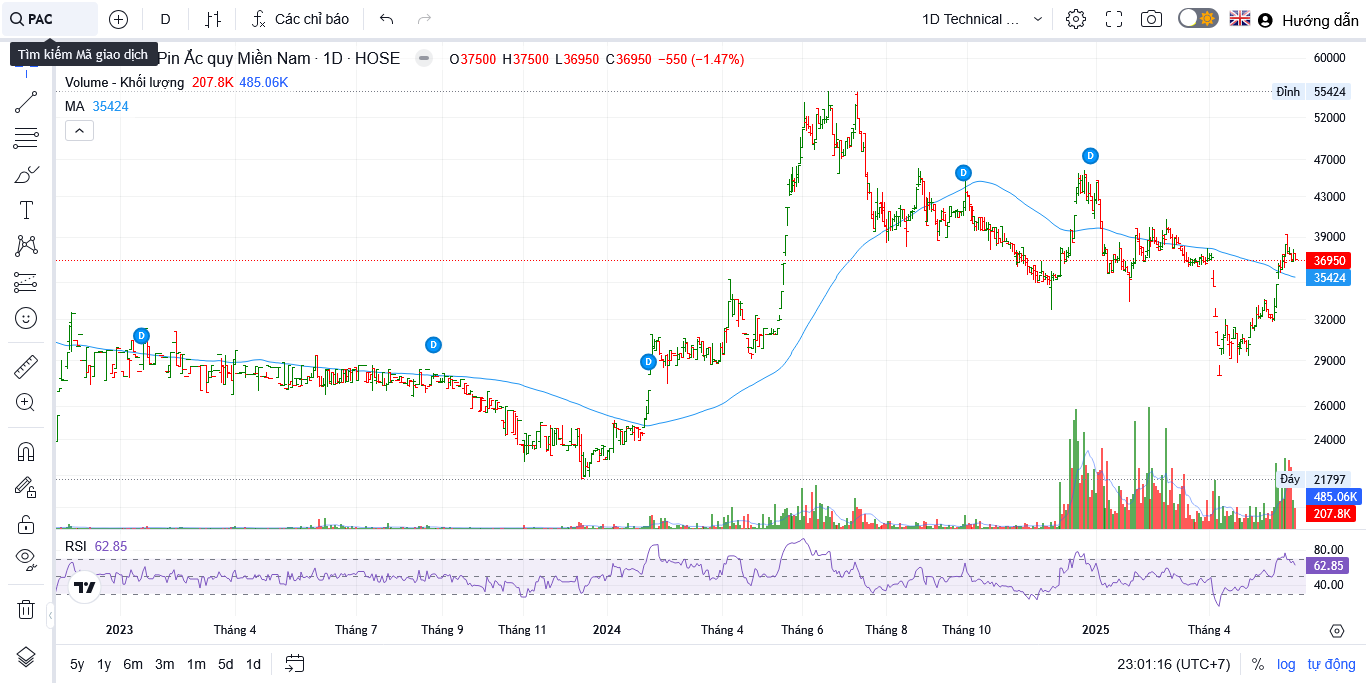 PAC
D
Các chỉ báo
1D Technical ...
Hướng dẫn
Tìm kiếm Mã giao dịch
Pin Ắc quy Miền Nam · 1D · HOSE
O37500 H37500 L36950 C36950 −550 (−1.47%)
Volume - Khối lượng 207.8K 485.06K
MA 35424
60000
Đỉnh 55424
52000
47000
43000
39000
36950
35424
32000
29000
26000
24000
Đáy 21797
485.06K
207.8K
D
D
D
D
D
RSI 62.85
80.00
62.85
40.00
2023 Tháng 4 Tháng 7 Tháng 9 Tháng 11 2024 Tháng 4 Tháng 6 Tháng 8 Tháng 10 2025 Tháng 4
5y 1y 6m 3m 1m 5d 1d
23:01:16 (UTC+7) % log tự động